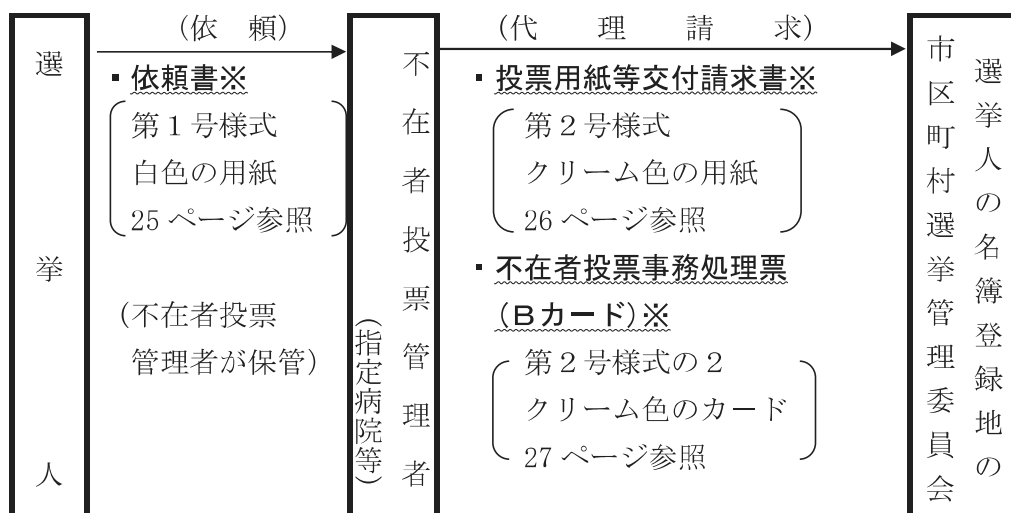 選挙人
(依頼)
・依頼書※
第1号様式
白色の用紙
25ページ参照
(不在者投票
管理者が保管)
不在者投票管理者
(指定病院等)
(代理請求)
・投票用紙等交付請求書※
第2号様式
クリーム色の用紙
26ページ参照
・不在者投票事務処理票
(Bカード)※
第2号様式の2
クリーム色のカード
27ページ参照
選挙人の名簿登録地の
市区町村選挙管理委員会